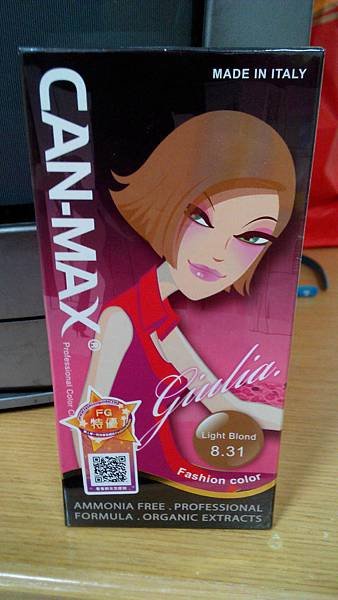 MADE IN ITALY
CAN-MAX®
Professional Color
Giulia.
FG
特優
Light Blond
8.31
Fashion color
AMMONIA FREE . PROFESSIONAL
FORMULA . ORGANIC EXTRACTS